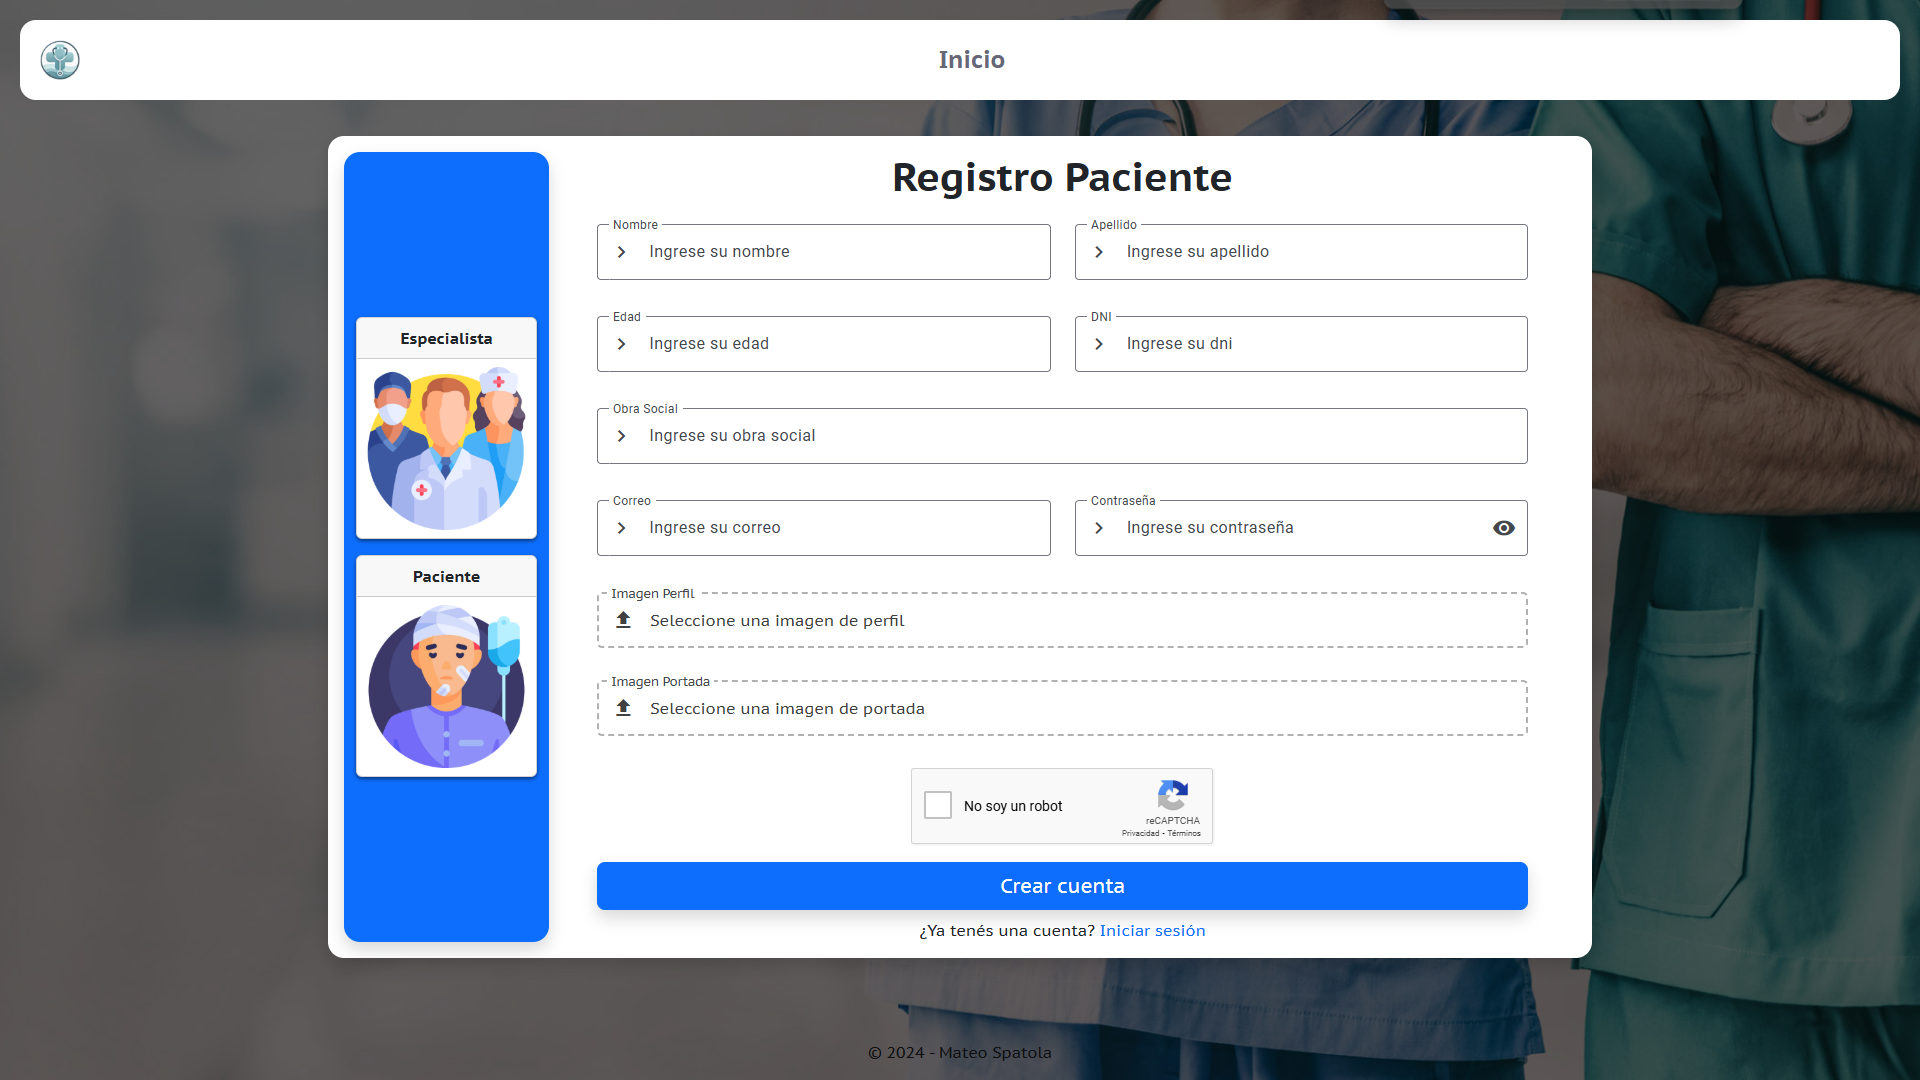 Inicio
Registro Paciente
Especialista
Paciente
Nombre
Ingrese su nombre
Apellido
Ingrese su apellido
Edad
Ingrese su edad
DNI
Ingrese su dni
Obra Social
Ingrese su obra social
Correo
Ingrese su correo
Contraseña
Ingrese su contraseña
Imagen Perfil
Seleccione una imagen de perfil
Imagen Portada
Seleccione una imagen de portada
No soy un robot
reCAPTCHA
Privacidad - Términos
Crear cuenta
¿Ya tenés una cuenta? Iniciar sesión
© 2024 - Mateo Spatola